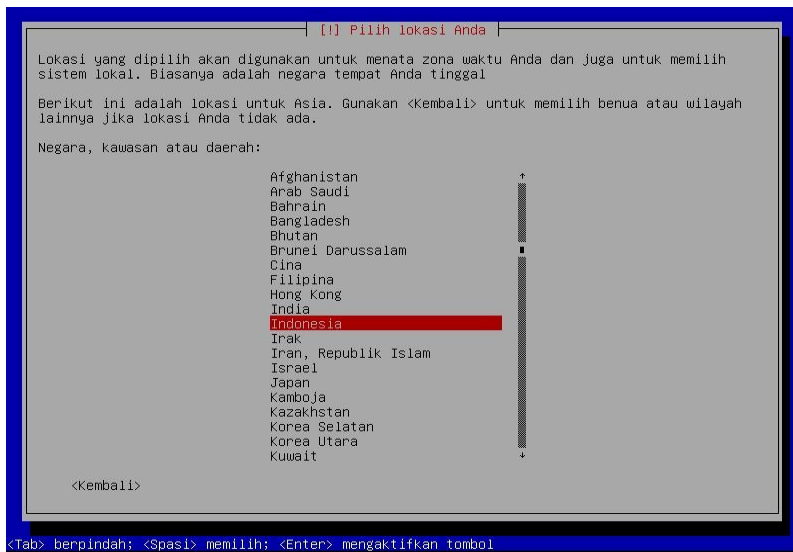 [!] Pilih lokasi Anda
Lokasi yang dipilih akan digunakan untuk menata zona waktu Anda dan juga untuk memilih
sistem lokal. Biasanya adalah negara tempat Anda tinggal
Berikut ini adalah lokasi untuk Asia. Gunakan <Kembali> untuk memilih benua atau wilayah
lainnya jika lokasi Anda tidak ada.
Negara, kawasan atau daerah:
Afghanistan
Arab Saudi
Bahrain
Bangladesh
Bhutan
Brunei Darussalam
Cina
Filipina
Hong Kong
India
Indonesia
Irak
Iran, Republik Islam
Israel
Japan
Kamboja
Kazakhstan
Korea Selatan
Korea Utara
Kuwait
<Kembali>
<Tab> berpindah; <Spasi> memilih; <Enter> mengaktifkan tombol